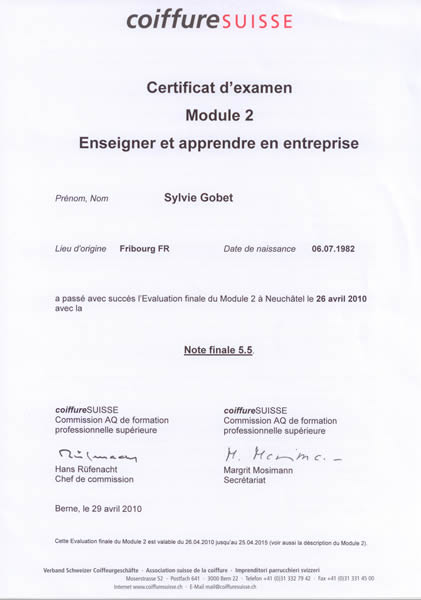 coiffureSUISSE
Certificat d'examen
Module 2
Enseigner et apprendre en entreprise
Prénom, Nom Sylvie Gobet
Lieu d'origine Fribourg FR Date de naissance 06.07.1982
a passé avec succès l'Evaluation finale du Module 2 à Neuchâtel le 26 avril 2010
avec la
Note finale 5.5.
coiffureSUISSE
Commission AQ de formation
professionnelle supérieure
Hans Rüfenacht
Chef de commission
coiffureSUISSE
Commission AQ de formation
professionnelle supérieure
M. Mosimann
Margrit Mosimann
Secrétariat
Berne, le 29 avril 2010
Cette Evaluation finale du Module 2 est valable du 26.04.2010 jusqu'au 25.04.2015 (voir aussi la déscription du Module 2).
Verband Schweizer Coiffeurgeschäfte · Association suisse de la coiffure · Imprenditori parrucchieri svizzeri
Moserstrasse 52 · Postfach 641 · 3000 Bern 22 · Telefon +41 (0)31 332 79 42 · Fax +41 (0)31 331 45 00
Internet www.coiffuresuisse.ch · E-Mail mail@coiffuresuisse.ch